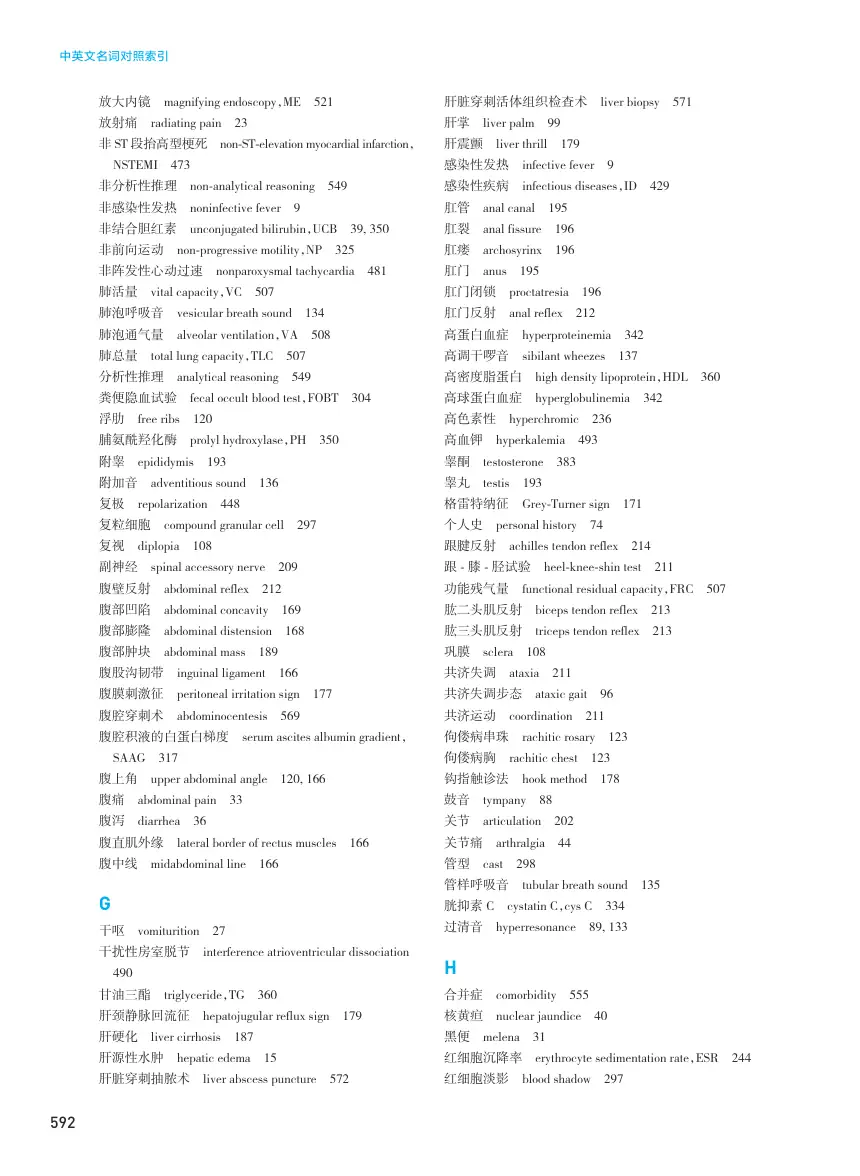 中英文名词对照索引
放大内镜 magnifying endoscopy,ME 521
放射痛 radiating pain 23
非 ST 段抬高型梗死 non-ST-elevation myocardial infarction,
NSTEMI 473
非分析性推理 non-analytical reasoning 549
非感染性发热 noninfective fever 9
非结合胆红素 unconjugated bilirubin,UCB 39, 350
非前向运动 non-progressive motility,NP 325
非阵发性心动过速 nonparoxysmal tachycardia 481
肺活量 vital capacity,VC 507
肺泡呼吸音 vesicular breath sound 134
肺泡通气量 alveolar ventilation,VA 508
肺总量 total lung capacity,TLC 507
分析性推理 analytical reasoning 549
粪便隐血试验 fecal occult blood test,FOBT 304
浮肋 free ribs 120
脯氨酰羟化酶 prolyl hydroxylase,PH 350
附睾 epididymis 193
附加音 adventitious sound 136
复极 repolarization 448
复粒细胞 compound granular cell 297
复视 diplopia 108
副神经 spinal accessory nerve 209
腹壁反射 abdominal reflex 212
腹部凹陷 abdominal concavity 169
腹部膨隆 abdominal distension 168
腹部肿块 abdominal mass 189
腹股沟韧带 inguinal ligament 166
腹膜刺激征 peritoneal irritation sign 177
腹腔穿刺术 abdominocentesis 569
腹腔积液的白蛋白梯度 serum ascites albumin gradient,
SAAG 317
腹上角 upper abdominal angle 120, 166
腹痛 abdominal pain 33
腹泻 diarrhea 36
腹直肌外缘 lateral border of rectus muscles 166
腹中线 midabdominal line 166
G
干呕 vomiturition 27
干扰性房室脱节 interference atrioventricular dissociation
490
甘油三酯 triglyceride,TG 360
肝颈静脉回流征 hepatojugular reflux sign 179
肝硬化 liver cirrhosis 187
肝源性水肿 hepatic edema 15
肝脏穿刺抽脓术 liver abscess puncture 572
肝脏穿刺活体组织检查术 liver biopsy 571
肝掌 liver palm 99
肝震颤 liver thrill 179
感染性发热 infective fever 9
感染性疾病 infectious diseases,ID 429
肛管 anal canal 195
肛裂 anal fissure 196
肛瘘 archosyrinx 196
肛门 anus 195
肛门闭锁 proctatresia 196
肛门反射 anal reflex 212
高蛋白血症 hyperproteinemia 342
高调干啰音 sibilant wheezes 137
高密度脂蛋白 high density lipoprotein,HDL 360
高球蛋白血症 hyperglobulinemia 342
高色素性 hyperchromic 236
高血钾 hyperkalemia 493
睾酮 testosterone 383
睾丸 testis 193
格雷特纳征 Grey-Turner sign 171
个人史 personal history 74
跟腱反射 achilles tendon reflex 214
跟 - 膝 - 胫试验 heel-knee-shin test 211
功能残气量 functional residual capacity,FRC 507
肱二头肌反射 biceps tendon reflex 213
肱三头肌反射 triceps tendon reflex 213
巩膜 sclera 108
共济失调 ataxia 211
共济失调步态 ataxic gait 96
共济运动 coordination 211
佝偻病串珠 rachitic rosary 123
佝偻病胸 rachitic chest 123
钩指触诊法 hook method 178
鼓音 tympany 88
关节 articulation 202
关节痛 arthralgia 44
管型 cast 298
管样呼吸音 tubular breath sound 135
胱抑素 C cystatin C,cys C 334
过清音 hyperresonance 89, 133
H
合并症 comorbidity 555
核黄疸 nuclear jaundice 40
黑便 melena 31
红细胞沉降率 erythrocyte sedimentation rate,ESR 244
红细胞淡影 blood shadow 297
592